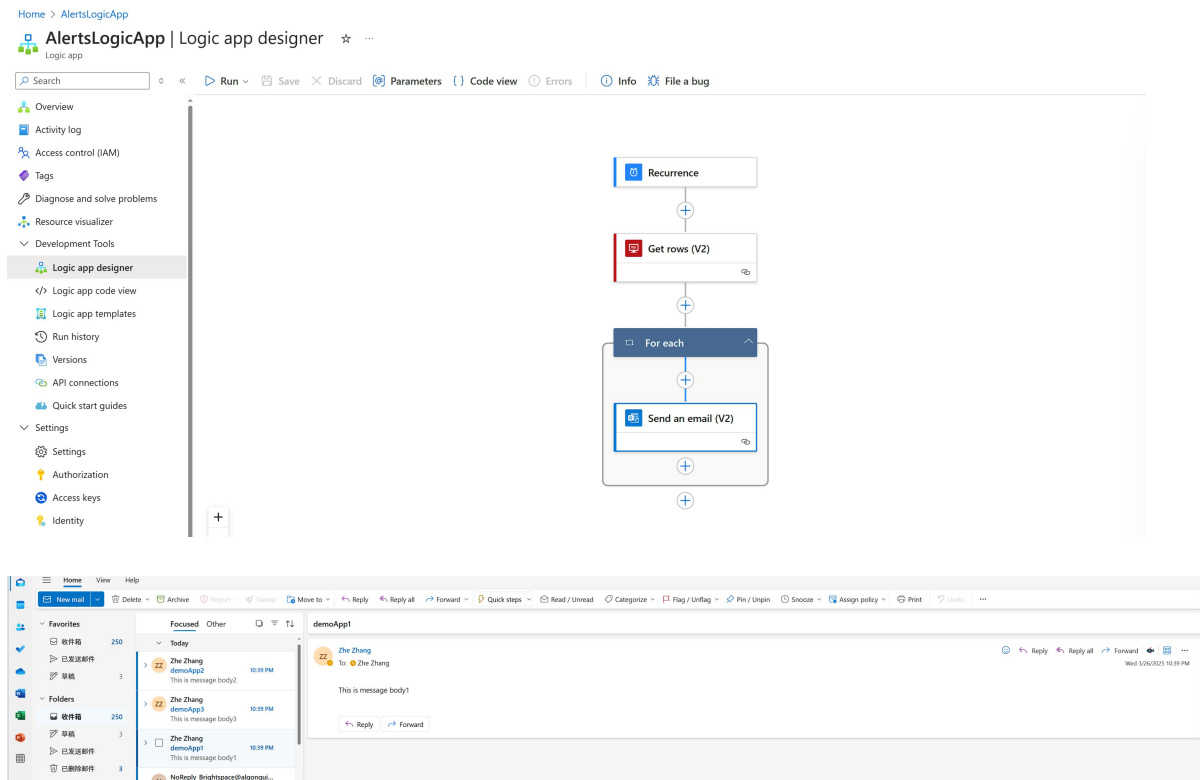 Home > AlertsLogicApp
AlertsLogicApp | Logic app designer ☆ ...
Logic app
Search
« Run Save Discard Parameters Code view Errors Info File a bug
Overview
Activity log
Access control (IAM)
Tags
Diagnose and solve problems
Resource visualizer
Development Tools
Logic app designer
Logic app code view
Logic app templates
Run history
Versions
API connections
Quick start guides
Settings
Settings
Authorization
Access keys
Identity
Recurrence
Get rows (V2)
For each
Send an email (V2)
+
Home View Help
New mail Delete Archive Report Sweep Move to Reply Reply all Forward Quick steps Read / Unread Categorize Flag / Unflag Pin / Unpin Snooze Assign policy Print Undo ...
Favorites
收件箱 250
已发送邮件
草稿 3
Folders
收件箱 250
草稿 3
已发送邮件
已删除邮件 3
Focused Other
Today
ZZ
Zhe Zhang
demoApp2 10:39 PM
This is message body2
ZZ
Zhe Zhang
demoApp3 10:39 PM
This is message body3
Zhe Zhang
demoApp1 10:39 PM
This is message body1
NoReply_Brightspace@algonqui...
demoApp1
ZZ
Zhe Zhang
To: Zhe Zhang
Reply Reply all Forward ...
Wed 3/26/2025 10:39 PM
This is message body1
Reply Forward